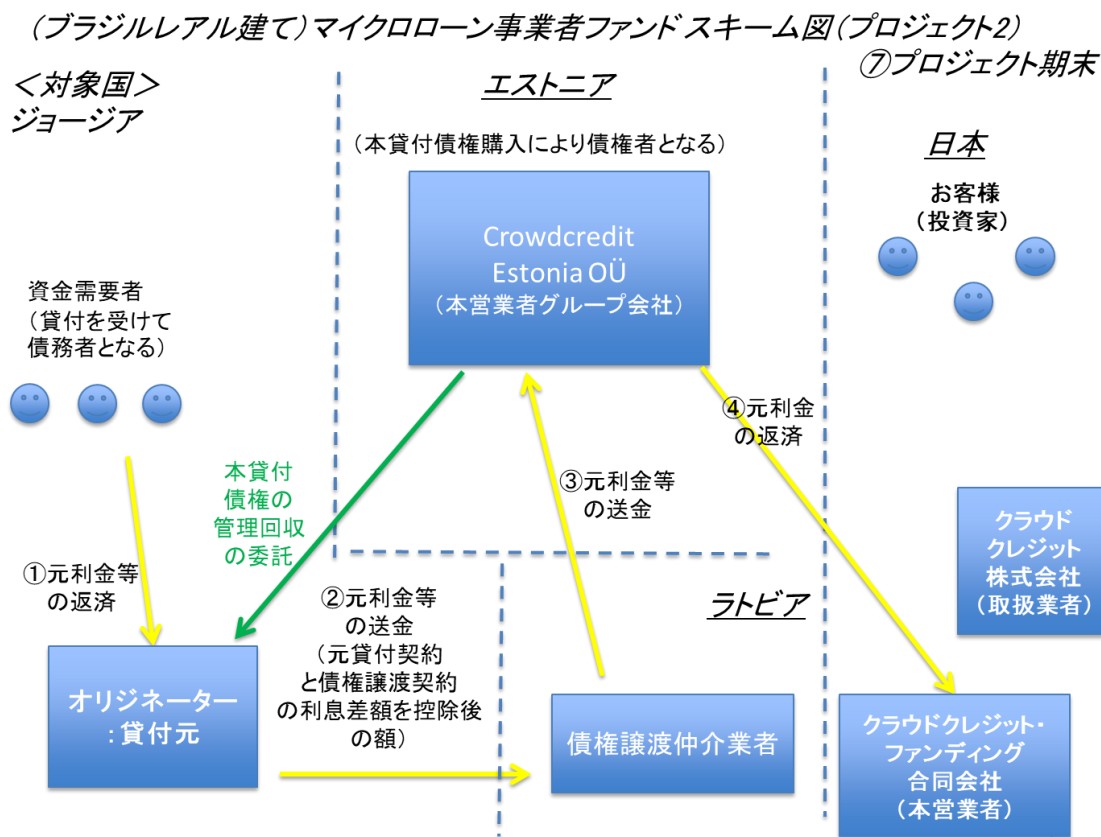 (ブラジルレアル建て)マイクロローン事業者ファンド スキーム図(プロジェクト2)
⑦プロジェクト期末
<対象国>
ジョージア
エストニア
(本貸付債権購入により債権者となる)
日本
お客様
(投資家)
Crowdcredit
Estonia OÜ
(本営業者グループ会社)
資金需要者
(貸付を受けて
債務者となる)
④元利金
の返済
本貸付
債権の
管理回収
の委託
③元利金等
の送金
クラウド
クレジット
株式会社
(取扱業者)
①元利金等
の返済
②元利金等
の送金
(元貸付契約
と債権譲渡契約
の利息差額を控除後
の額)
ラトビア
オリジネーター
:貸付元
債権譲渡仲介業者
クラウドクレジット・
ファンディング
合同会社
(本営業者)